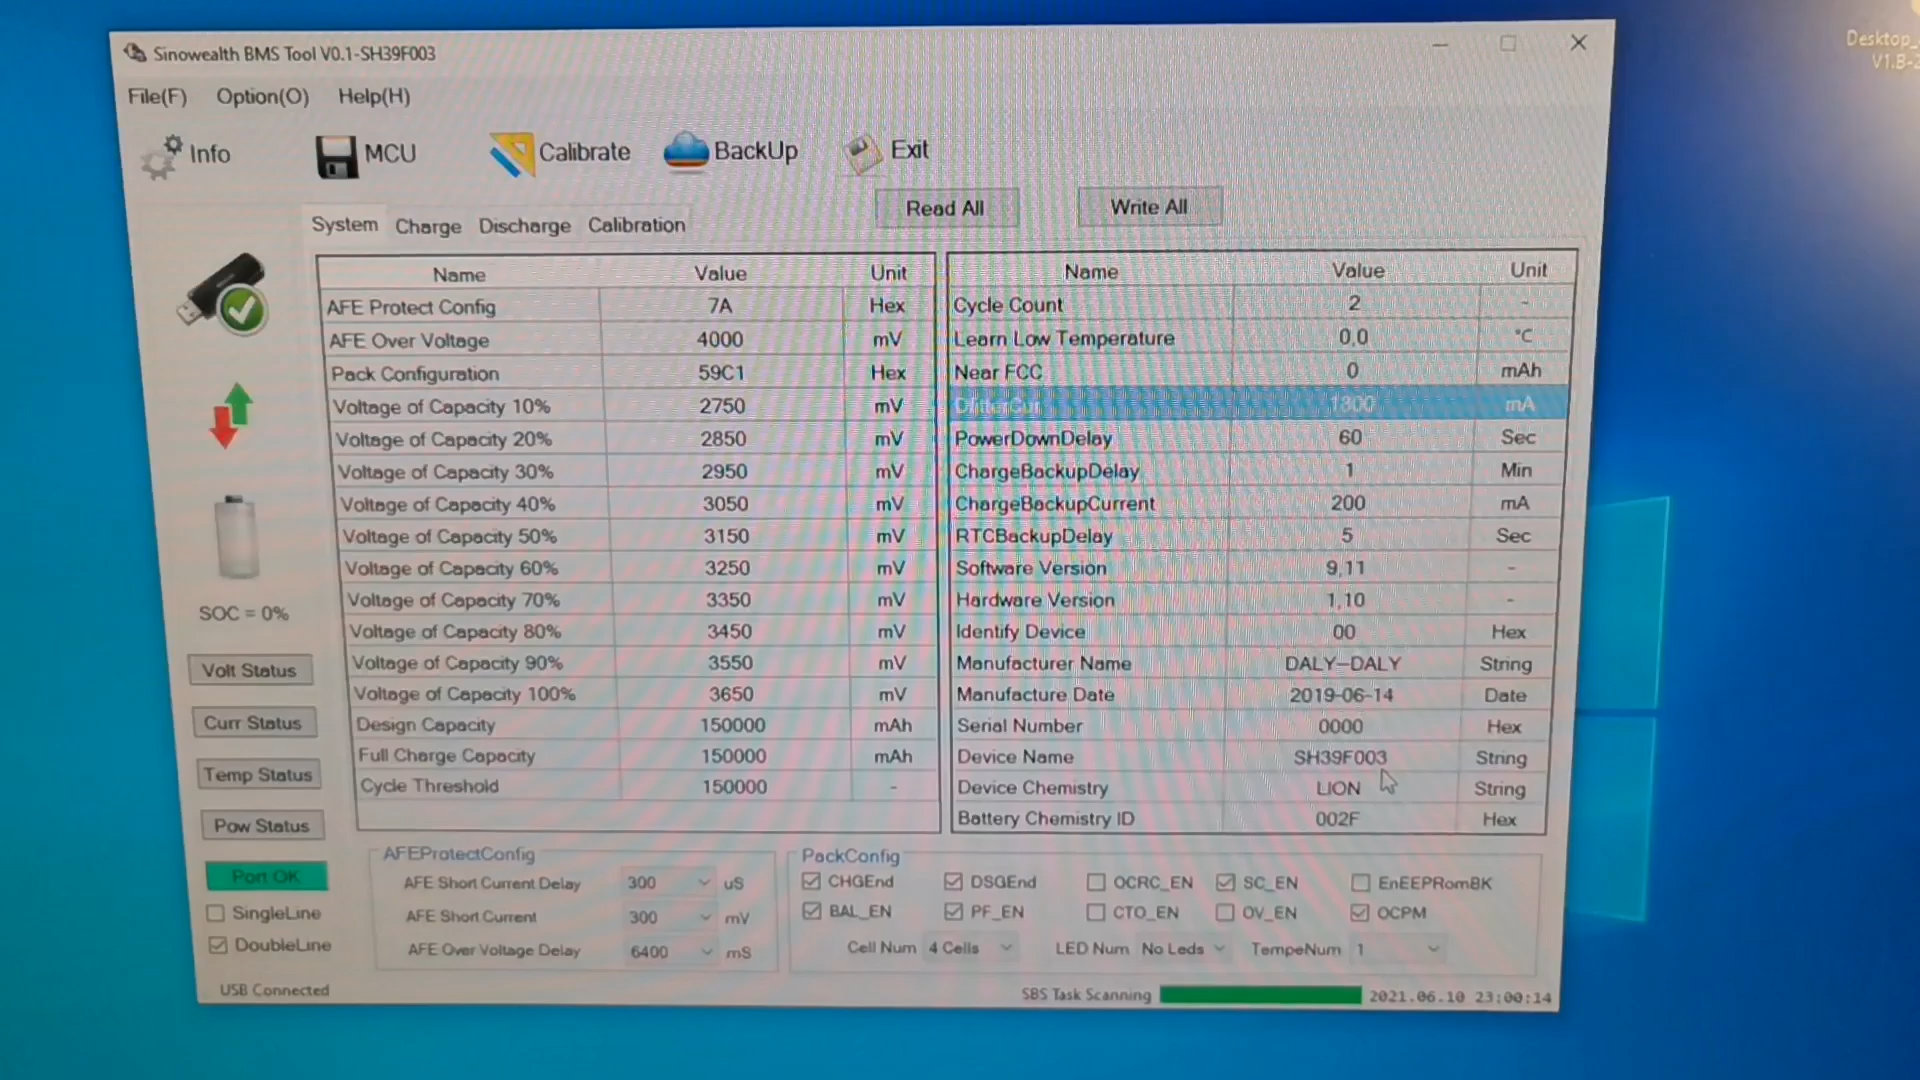 Sinowealth BMS Tool V0.1-SH39F003
Desktop_
V1.B-2
File(F) Option(O) Help(H)
Info MCU Calibrate BackUp Exit
Read All Write All
System Charge Discharge Calibration
Name Value Unit
AFE Protect Config 7A Hex
AFE Over Voltage 4000 mV
Pack Configuration 59C1 Hex
Voltage of Capacity 10% 2750 mV
Voltage of Capacity 20% 2850 mV
Voltage of Capacity 30% 2950 mV
Voltage of Capacity 40% 3050 mV
Voltage of Capacity 50% 3150 mV
Voltage of Capacity 60% 3250 mV
Voltage of Capacity 70% 3350 mV
Voltage of Capacity 80% 3450 mV
Voltage of Capacity 90% 3550 mV
Voltage of Capacity 100% 3650 mV
Design Capacity 150000 mAh
Full Charge Capacity 150000 mAh
Cycle Threshold 150000 -
Name Value Unit
Cycle Count 2 -
Learn Low Temperature 0,0 °C
Near FCC 0 mAh
1300 mA
PowerDownDelay 60 Sec
ChargeBackupDelay 1 Min
ChargeBackupCurrent 200 mA
RTCBackupDelay 5 Sec
Software Version 9,11 -
Hardware Version 1,10 -
Identify Device 00 Hex
Manufacturer Name DALY-DALY String
Manufacture Date 2019-06-14 Date
Serial Number 0000 Hex
Device Name SH39F003 String
Device Chemistry LION String
Battery Chemistry ID 002F Hex
SOC = 0%
Volt Status
Curr Status
Temp Status
Pow Status
Port OK
SingleLine
DoubleLine
AFEProtectConfig
AFE Short Current Delay 300 uS
AFE Short Current 300 mV
AFE Over Voltage Delay 6400 mS
PackConfig
CHGEnd DSGEnd OCRC_EN SC_EN EnEEPRomBK
BAL_EN PF_EN CTO_EN OV_EN OCPM
Cell Num 4 Cells LED Num No Leds TempeNum 1
USB Connected
SBS Task Scanning 2021.06.10 23:00:14